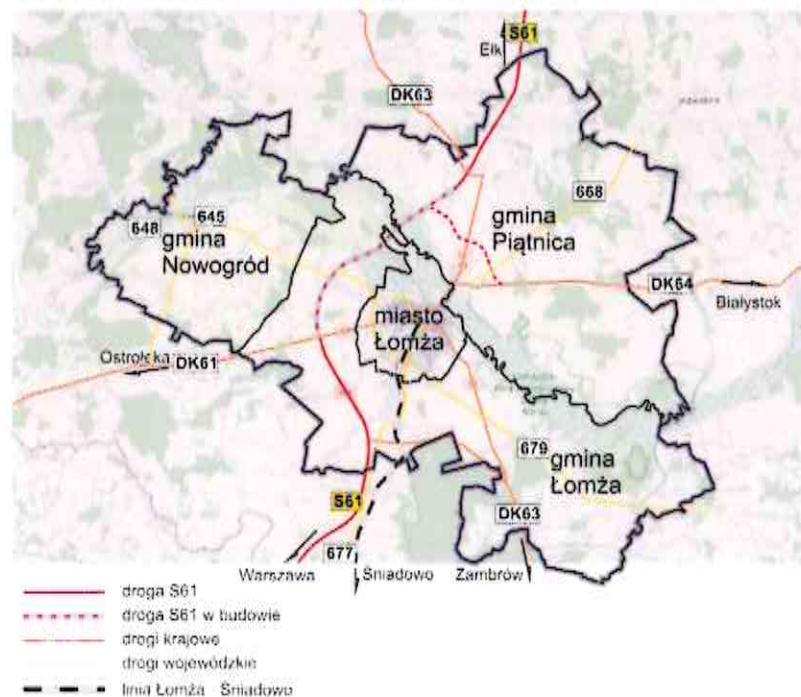 S61
Ełk
DK63
668
648
645
gmina
Nowogród
gmina
Piątnica
DK64
Białystok
miasto
Łomża
Ostrołęka
DK61
679
gmina
Łomża
S61
DK63
677
Warszawa
Śniadowo
Zambrów
droga S61
droga S61 w budowie
drogi krajowe
drogi wojewódzkie
linia Łomża Śniadowo